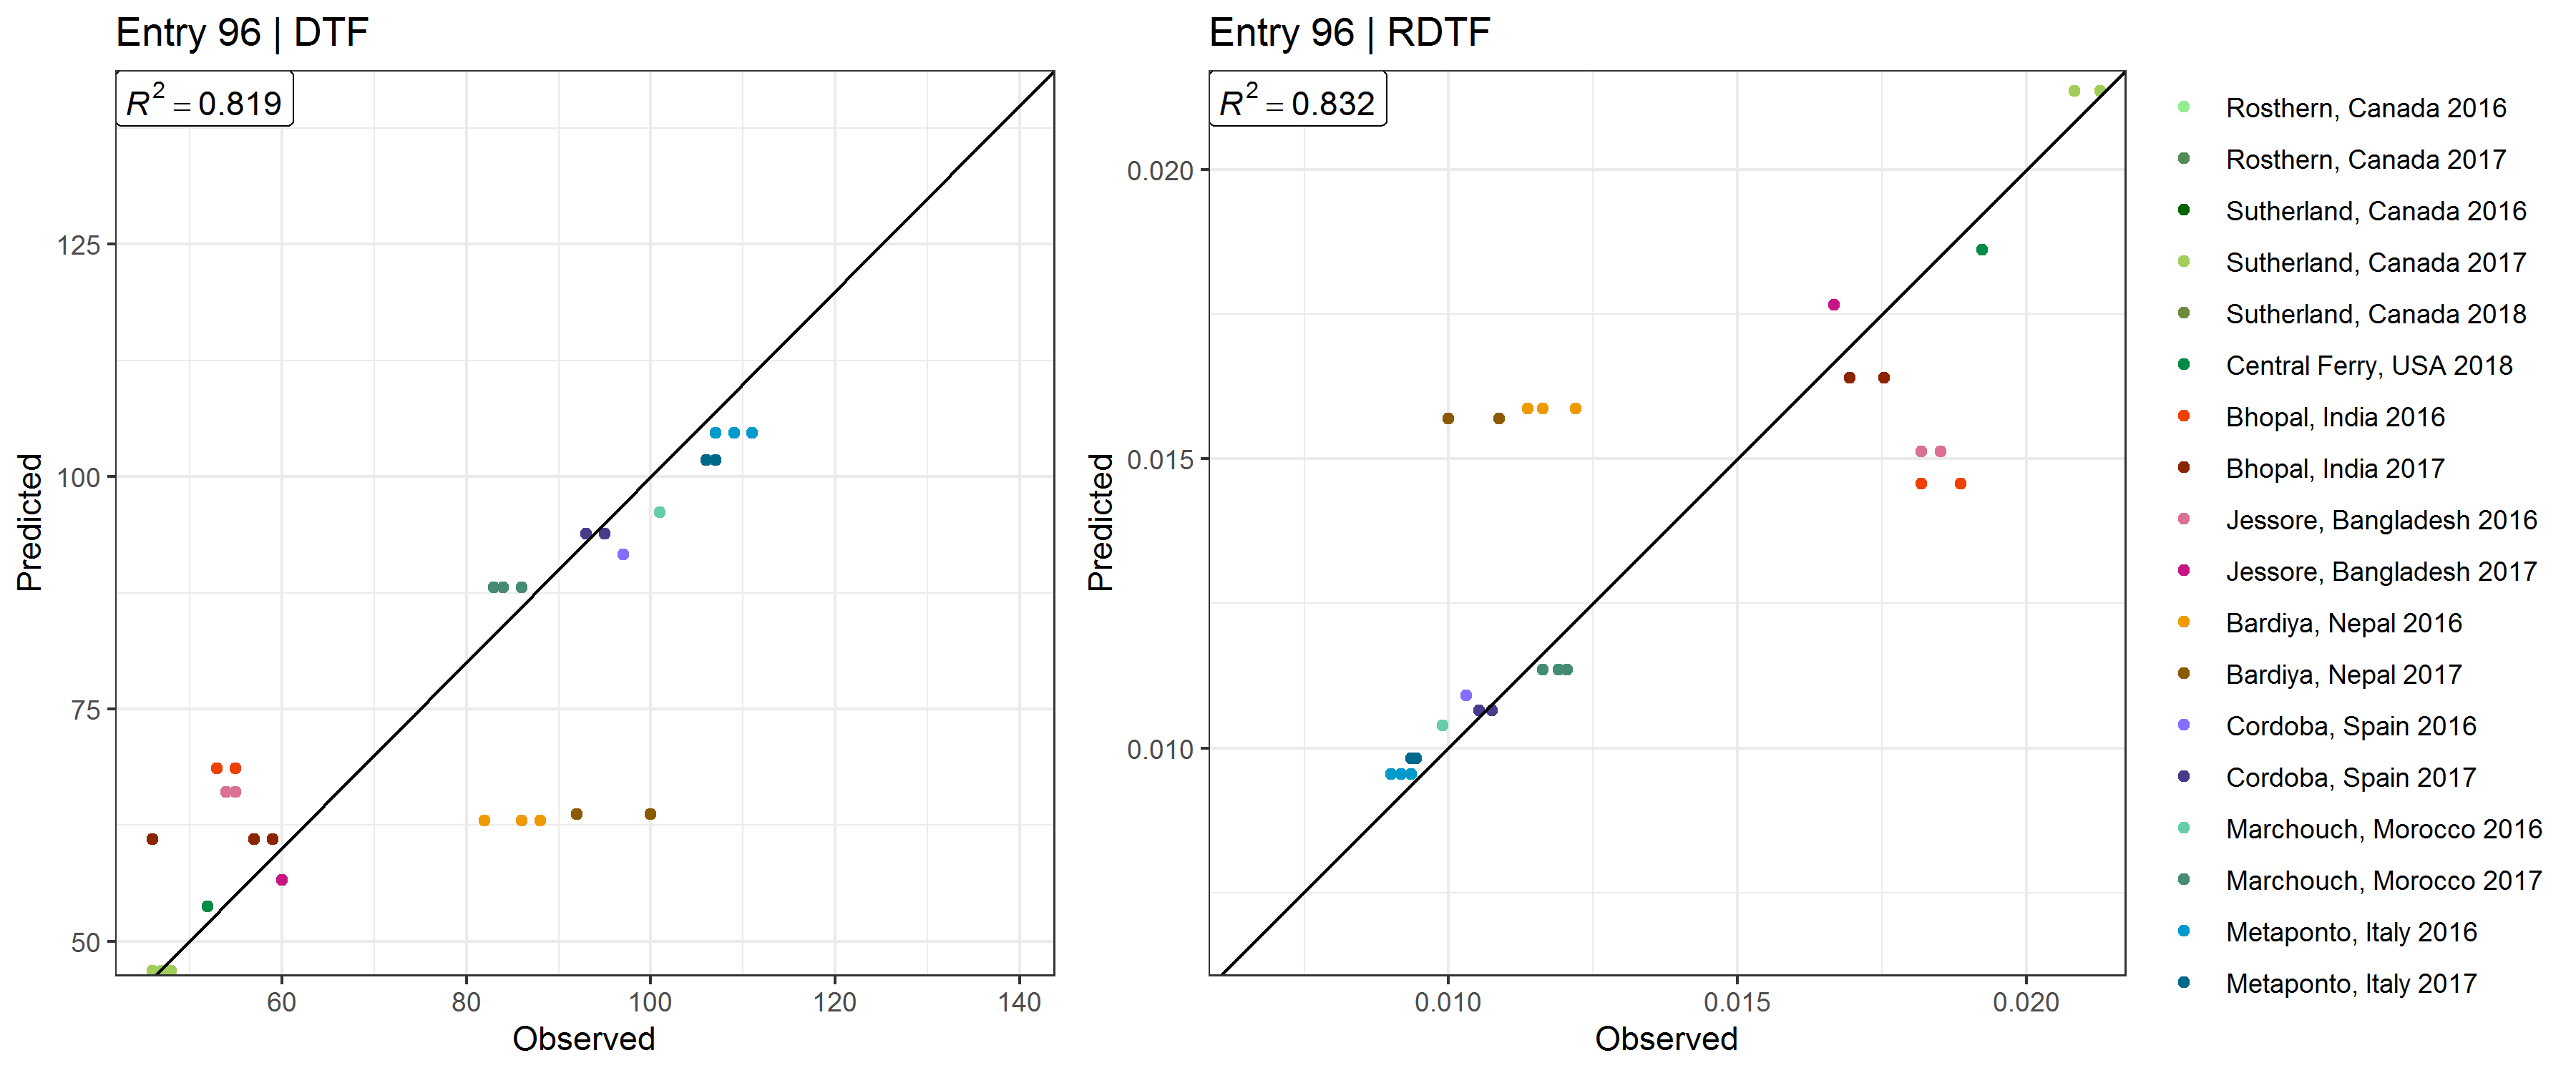 Entry 96 | DTF
R² = 0.819
125
100
75
50
Predicted
60 80 100 120 140
Observed
Entry 96 | RDTF
R² = 0.832
0.020
0.015
0.010
Predicted
0.010 0.015 0.020
Observed
Rosthern, Canada 2016
Rosthern, Canada 2017
Sutherland, Canada 2016
Sutherland, Canada 2017
Sutherland, Canada 2018
Central Ferry, USA 2018
Bhopal, India 2016
Bhopal, India 2017
Jessore, Bangladesh 2016
Jessore, Bangladesh 2017
Bardiya, Nepal 2016
Bardiya, Nepal 2017
Cordoba, Spain 2016
Cordoba, Spain 2017
Marchouch, Morocco 2016
Marchouch, Morocco 2017
Metaponto, Italy 2016
Metaponto, Italy 2017